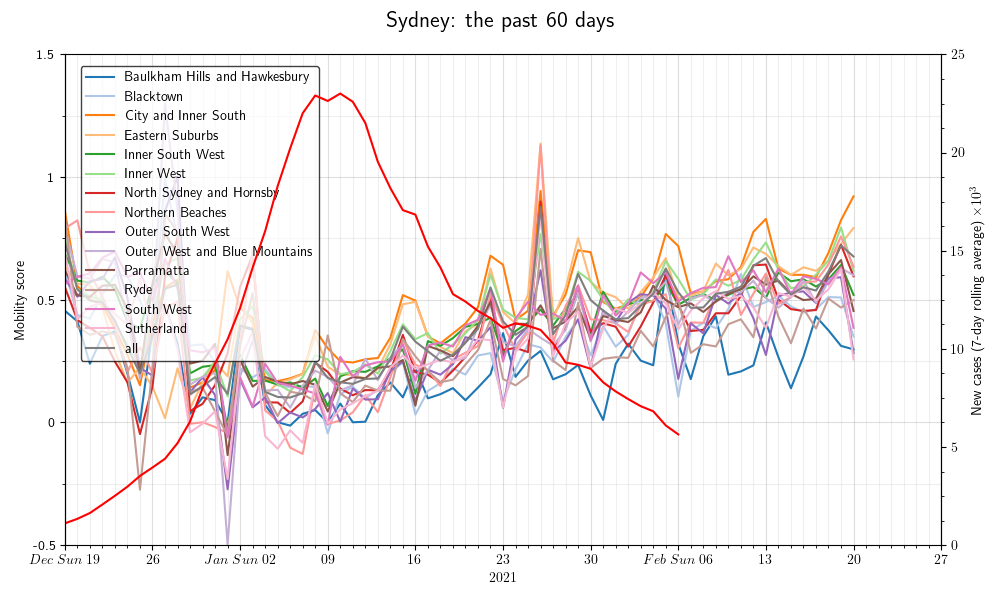 Sydney: the past 60 days
1.5
1
0.5
0
-0.5
Mobility score
Baulkham Hills and Hawkesbury
Blacktown
City and Inner South
Eastern Suburbs
Inner South West
Inner West
North Sydney and Hornsby
Northern Beaches
Outer South West
Outer West and Blue Mountains
Parramatta
Ryde
South West
Sutherland
all
25
20
15
10
5
0
New cases (7-day rolling average) ×10³
Dec Sun 19
26
Jan Sun 02
09
16
23
30
Feb Sun 06
13
20
27
2021